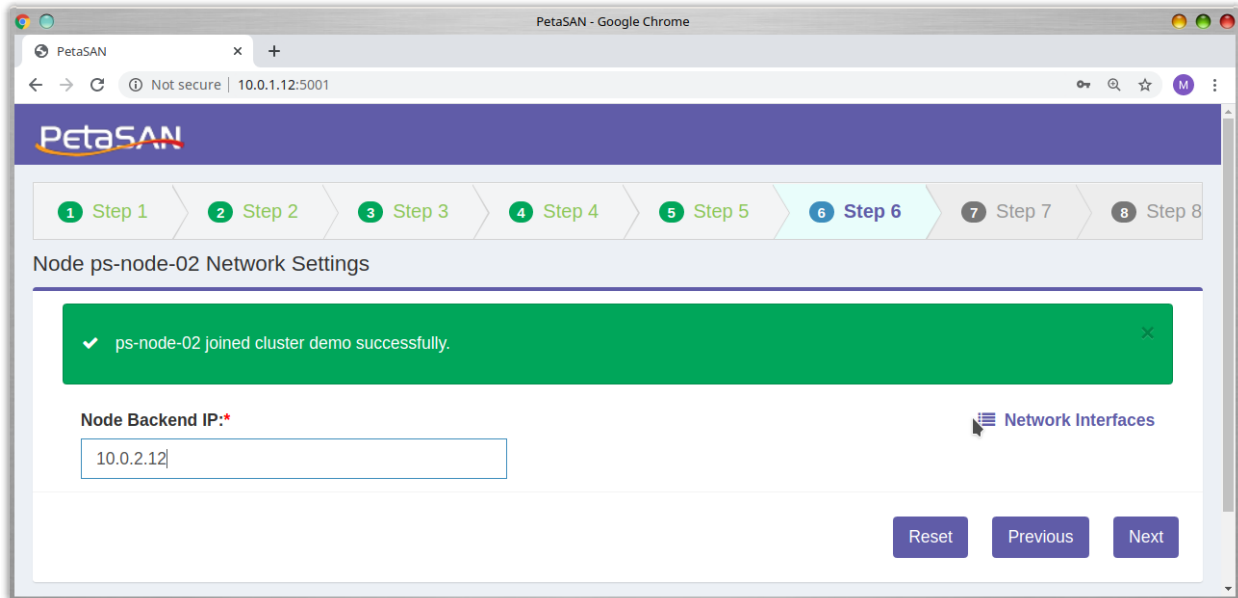 PetaSAN - Google Chrome
PetaSAN
Not secure | 10.0.1.12:5001
M
PetaSAN
1 Step 1 2 Step 2 3 Step 3 4 Step 4 5 Step 5 6 Step 6 7 Step 7 8 Step 8
Node ps-node-02 Network Settings
ps-node-02 joined cluster demo successfully.
Node Backend IP:* Network Interfaces
10.0.2.12
Reset Previous Next